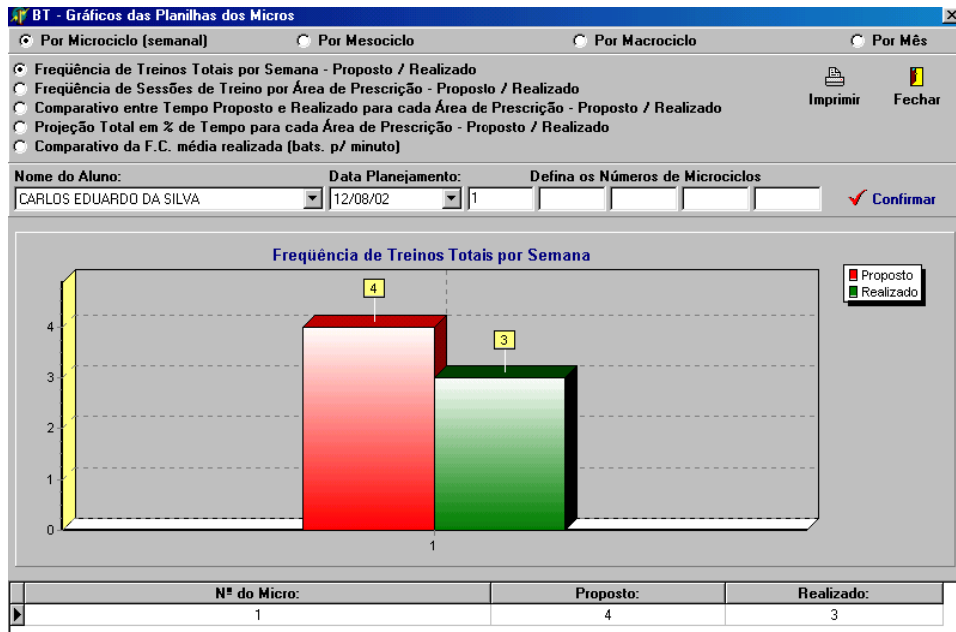 BT - Gráficos das Planilhas dos Micros
Por Microciclo (semanal) Por Mesociclo Por Macrociclo Por Mês
Freqüência de Treinos Totais por Semana - Proposto / Realizado
Freqüência de Sessões de Treino por Área de Prescrição - Proposto / Realizado
Comparativo entre Tempo Proposto e Realizado para cada Área de Prescrição - Proposto / Realizado
Projeção Total em % de Tempo para cada Área de Prescrição - Proposto / Realizado
Comparativo da F.C. média realizada (bats. p/ minuto)
Imprimir Fechar
Nome do Aluno: Data Planejamento: Defina os Números de Microciclos
CARLOS EDUARDO DA SILVA 12/08/02 1 Confirmar
Freqüência de Treinos Totais por Semana
Proposto
Realizado
4
3
4
3
2
1
0
1
Nº do Micro: Proposto: Realizado:
1 4 3